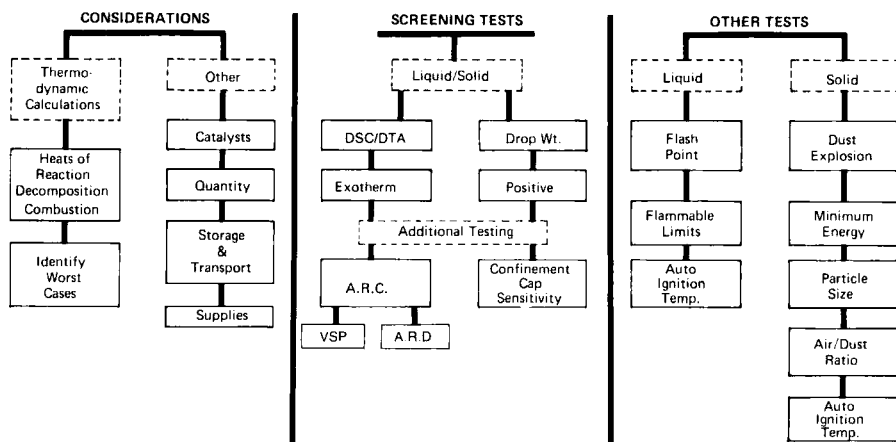 CONSIDERATIONS
Thermo-
dynamic
Calculations
Other
Heats of
Reaction
Decomposition
Combustion
Identify
Worst
Cases
Catalysts
Quantity
Storage
&
Transport
Supplies
SCREENING TESTS
Liquid/Solid
DSC/DTA
Drop Wt.
Exotherm
Positive
Additional Testing
A.R.C.
Confinement
Cap
Sensitivity
VSP
A.R.D
OTHER TESTS
Liquid
Solid
Flash
Point
Flammable
Limits
Auto
Ignition
Temp.
Dust
Explosion
Minimum
Energy
Particle
Size
Air/Dust
Ratio
Auto
Ignition
Temp.